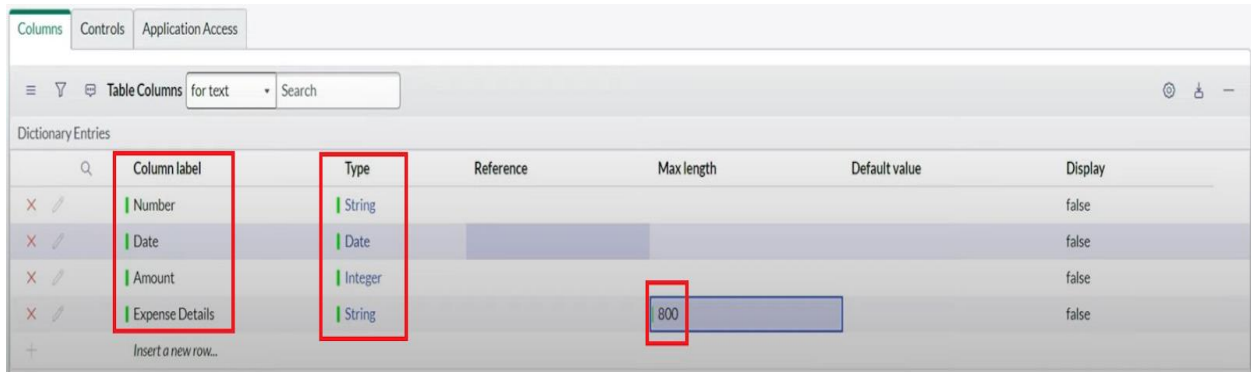 Columns Controls Application Access
Table Columns for text Search
Dictionary Entries
Column label Type Reference Max length Default value Display
Number String false
Date Date false
Amount Integer false
Expense Details String 800 false
Insert a new row...